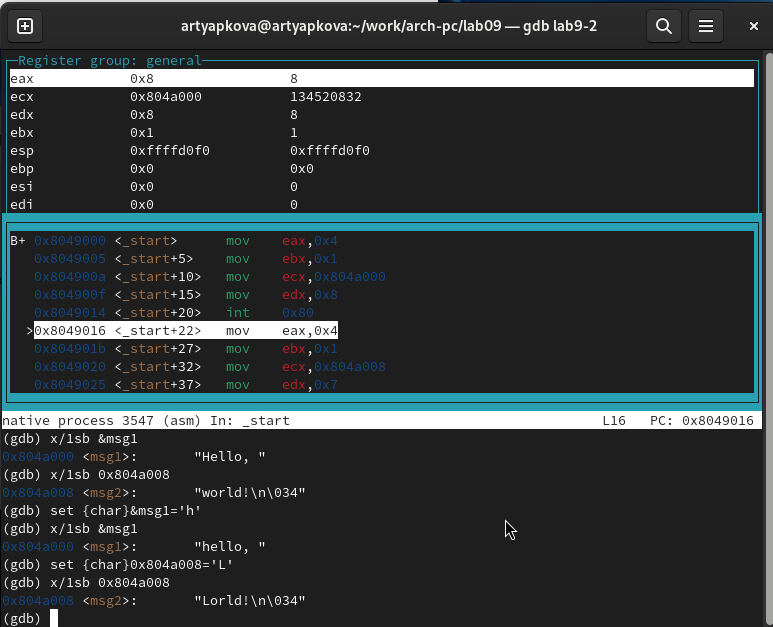 artyapkova@artyapkova:~/work/arch-pc/lab09 — gdb lab9-2
Register group: general
eax 0x8 8
ecx 0x804a000 134520832
edx 0x8 8
ebx 0x1 1
esp 0xffffd0f0 0xffffd0f0
ebp 0x0 0x0
esi 0x0 0
edi 0x0 0
B+ 0x8049000 <_start> mov eax,0x4
0x8049005 <_start+5> mov ebx,0x1
0x804900a <_start+10> mov ecx,0x804a000
0x804900f <_start+15> mov edx,0x8
0x8049014 <_start+20> int 0x80
>0x8049016 <_start+22> mov eax,0x4
0x804901b <_start+27> mov ebx,0x1
0x8049020 <_start+32> mov ecx,0x804a008
0x8049025 <_start+37> mov edx,0x7
native process 3547 (asm) In: _start L16 PC: 0x8049016
(gdb) x/1sb &msg1
0x804a000 <msg1>: "Hello, "
(gdb) x/1sb 0x804a008
0x804a008 <msg2>: "world!\n\034"
(gdb) set {char}&msg1='h'
(gdb) x/1sb &msg1
0x804a000 <msg1>: "hello, "
(gdb) set {char}0x804a008='L'
(gdb) x/1sb 0x804a008
0x804a008 <msg2>: "Lorld!\n\034"
(gdb)